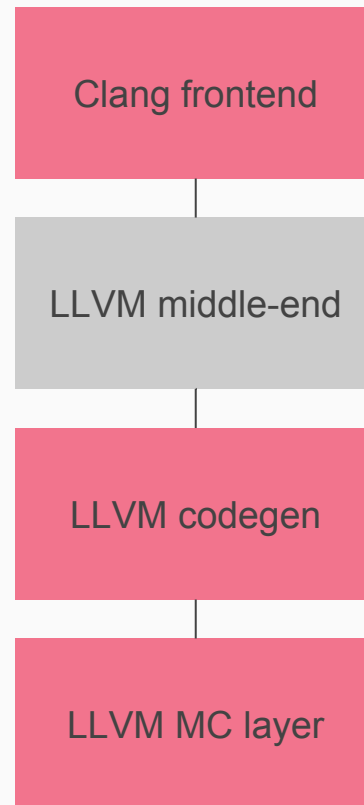 Clang frontend
LLVM middle-end
LLVM codegen
LLVM MC layer